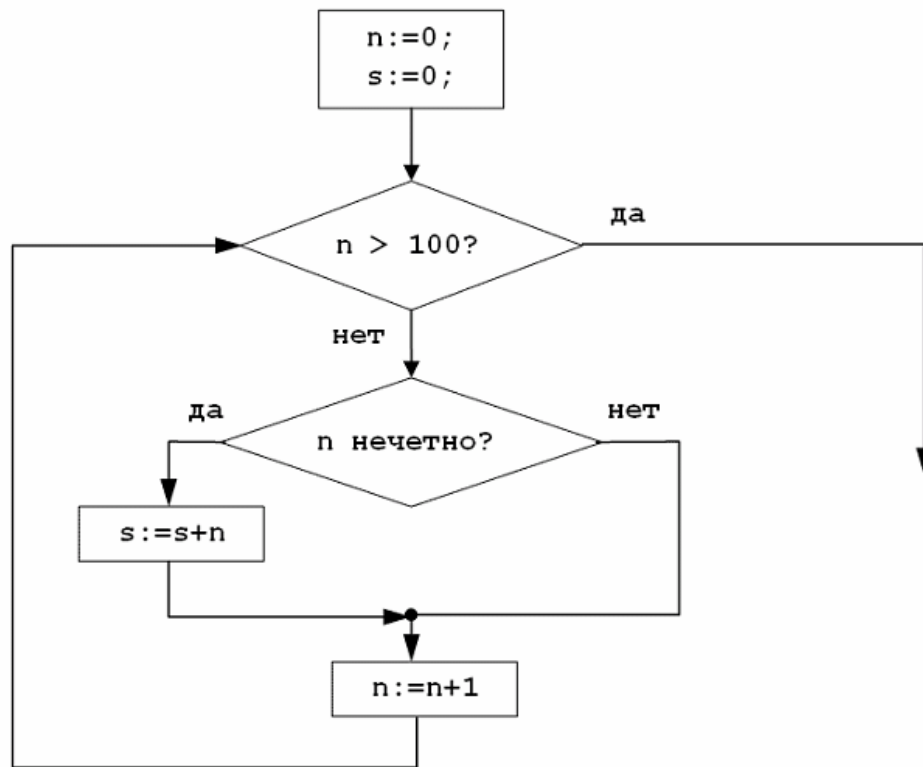 n:=0;
s:=0;
да
n > 100?
нет
да
нет
n нечетно?
s:=s+n
n:=n+1